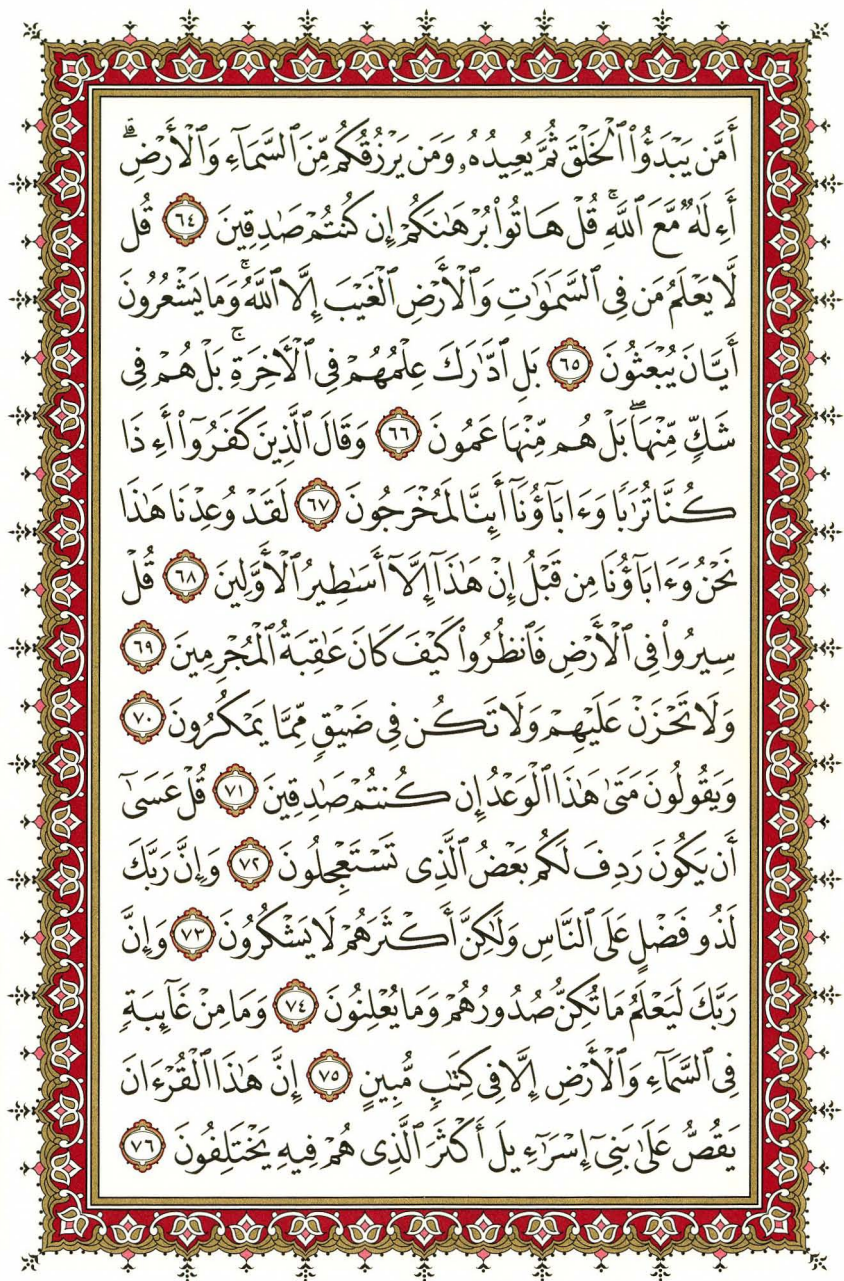 أَمَّن يَبْدَؤُاْ ٱلْخَلْقَ ثُمَّ يُعِيدُهُۥ وَمَن يَرْزُقُكُم مِّنَ ٱلسَّمَآءِ وَٱلْأَرْضِۗ
أَءِلَٰهٌ مَّعَ ٱللَّهِۚ قُلْ هَاتُواْ بُرْهَٰنَكُمْ إِن كُنتُمْ صَٰدِقِينَ ٦٤ قُل
لَّا يَعْلَمُ مَن فِى ٱلسَّمَٰوَٰتِ وَٱلْأَرْضِ ٱلْغَيْبَ إِلَّا ٱللَّهُۚ وَمَا يَشْعُرُونَ
أَيَّانَ يُبْعَثُونَ ٦٥ بَلِ ٱدَّٰرَكَ عِلْمُهُمْ فِى ٱلْأَخِرَةِۚ بَلْ هُمْ فِى
شَكٍّ مِّنْهَاۖ بَلْ هُم مِّنْهَا عَمُونَ ٦٦ وَقَالَ ٱلَّذِينَ كَفَرُوٓاْ أَءِذَا
كُنَّا تُرَٰبًا وَءَابَآؤُنَآ أَئِنَّا لَمُخْرَجُونَ ٦٧ لَقَدْ وُعِدْنَا هَٰذَا
نَحْنُ وَءَابَآؤُنَا مِن قَبْلُ إِنْ هَٰذَآ إِلَّآ أَسَٰطِيرُ ٱلْأَوَّلِينَ ٦٨ قُلْ
سِيرُواْ فِى ٱلْأَرْضِ فَٱنظُرُواْ كَيْفَ كَانَ عَٰقِبَةُ ٱلْمُجْرِمِينَ ٦٩
وَلَا تَحْزَنْ عَلَيْهِمْ وَلَا تَكُن فِى ضَيْقٍ مِّمَّا يَمْكُرُونَ ٧٠
وَيَقُولُونَ مَتَىٰ هَٰذَا ٱلْوَعْدُ إِن كُنتُمْ صَٰدِقِينَ ٧١ قُلْ عَسَىٰٓ
أَن يَكُونَ رَدِفَ لَكُم بَعْضُ ٱلَّذِى تَسْتَعْجِلُونَ ٧٢ وَإِنَّ رَبَّكَ
لَذُو فَضْلٍ عَلَى ٱلنَّاسِ وَلَٰكِنَّ أَكْثَرَهُمْ لَا يَشْكُرُونَ ٧٣ وَإِنَّ
رَبَّكَ لَيَعْلَمُ مَا تُكِنُّ صُدُورُهُمْ وَمَا يُعْلِنُونَ ٧٤ وَمَا مِنْ غَآئِبَةٍ
فِى ٱلسَّمَآءِ وَٱلْأَرْضِ إِلَّا فِى كِتَٰبٍ مُّبِينٍ ٧٥ إِنَّ هَٰذَا ٱلْقُرْءَانَ
يَقُصُّ عَلَىٰ بَنِىٓ إِسْرَٰٓءِيلَ أَكْثَرَ ٱلَّذِى هُمْ فِيهِ يَخْتَلِفُونَ ٧٦